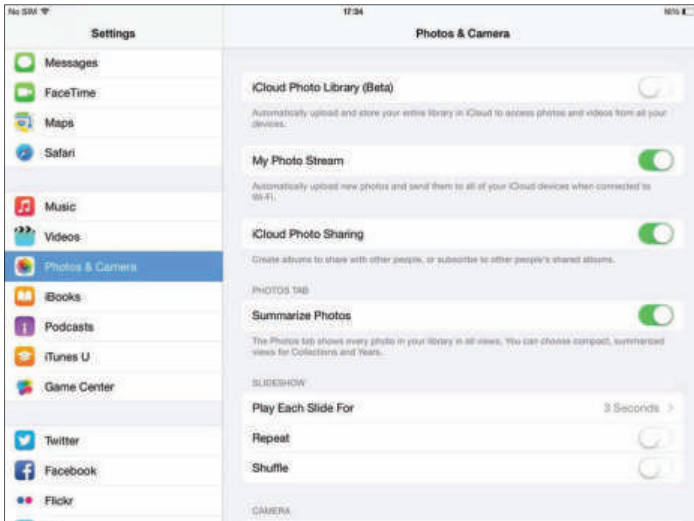 No SIM 17:34
Settings
Photos & Camera
Messages
FaceTime
Maps
Safari
Music
Videos
Photos & Camera
iBooks
Podcasts
iTunes U
Game Center
Twitter
Facebook
Flickr
iCloud Photo Library (Beta)
Automatically upload and store your entire library in iCloud to access photos and videos from all your
devices.
My Photo Stream
Automatically upload new photos and send them to all of your iCloud devices when connected to
Wi-Fi.
iCloud Photo Sharing
Create albums to share with other people, or subscribe to other people's shared albums.
PHOTOS TAB
Summarize Photos
The Photos tab shows every photo in your library in all views. You can choose compact, summarized
views for Collections and Years.
SLIDESHOW
Play Each Slide For 3 Seconds >
Repeat
Shuffle
CAMERA